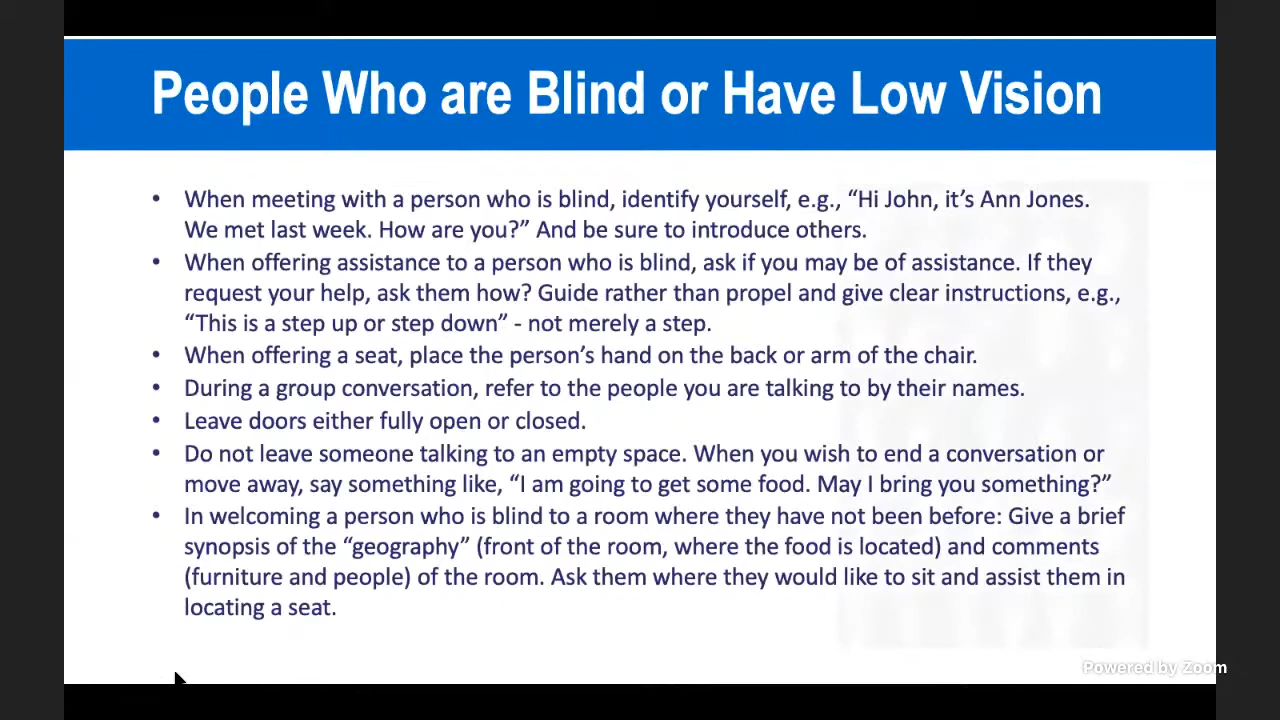 People Who are Blind or Have Low Vision
• When meeting with a person who is blind, identify yourself, e.g., “Hi John, it’s Ann Jones.
We met last week. How are you?” And be sure to introduce others.
• When offering assistance to a person who is blind, ask if you may be of assistance. If they
request your help, ask them how? Guide rather than propel and give clear instructions, e.g.,
“This is a step up or step down” - not merely a step.
• When offering a seat, place the person’s hand on the back or arm of the chair.
• During a group conversation, refer to the people you are talking to by their names.
• Leave doors either fully open or closed.
• Do not leave someone talking to an empty space. When you wish to end a conversation or
move away, say something like, “I am going to get some food. May I bring you something?”
• In welcoming a person who is blind to a room where they have not been before: Give a brief
synopsis of the “geography” (front of the room, where the food is located) and comments
(furniture and people) of the room. Ask them where they would like to sit and assist them in
locating a seat.
Powered by Zoom